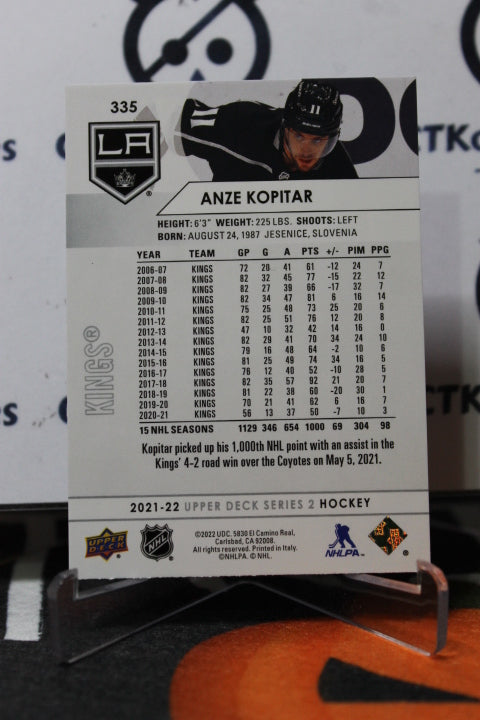 335
11
11
LA
ANZE KOPITAR
HEIGHT: 6'3" WEIGHT: 225 LBS. SHOOTS: LEFT
BORN: AUGUST 24, 1987 JESENICE, SLOVENIA
YEAR TEAM GP G A PTS +/- PIM PPG
2006-07 KINGS 72 20 41 61 -12 24 7
2007-08 KINGS 82 32 45 77 -15 22 12
2008-09 KINGS 82 27 39 66 -17 32 7
2009-10 KINGS 82 34 47 81 6 16 14
2010-11 KINGS 75 25 48 73 25 20 6
2011-12 KINGS 82 25 51 76 12 20 8
2012-13 KINGS 47 10 32 42 14 16 0
2013-14 KINGS 82 29 41 70 34 24 10
2014-15 KINGS 79 16 48 64 -2 10 6
2015-16 KINGS 81 25 49 74 34 16 5
2016-17 KINGS 76 12 40 52 -10 28 5
2017-18 KINGS 82 35 57 92 21 20 7
2018-19 KINGS 81 22 38 60 -20 30 1
2019-20 KINGS 70 21 41 62 6 16 7
2020-21 KINGS 56 13 37 50 -7 10 3
15 NHL SEASONS 1129 346 654 1000 69 304 98
KINGS®
Kopitar picked up his 1,000th NHL point with an assist in the
Kings' 4-2 road win over the Coyotes on May 5, 2021.
2021-22 UPPER DECK SERIES 2 HOCKEY
UPPER DECK
NHL
©2022 UDC. 5830 El Camino Real,
Carlsbad, CA 92008.
All rights reserved. Printed in Italy.
©NHLPA. © NHL.
NHLPA
CTK